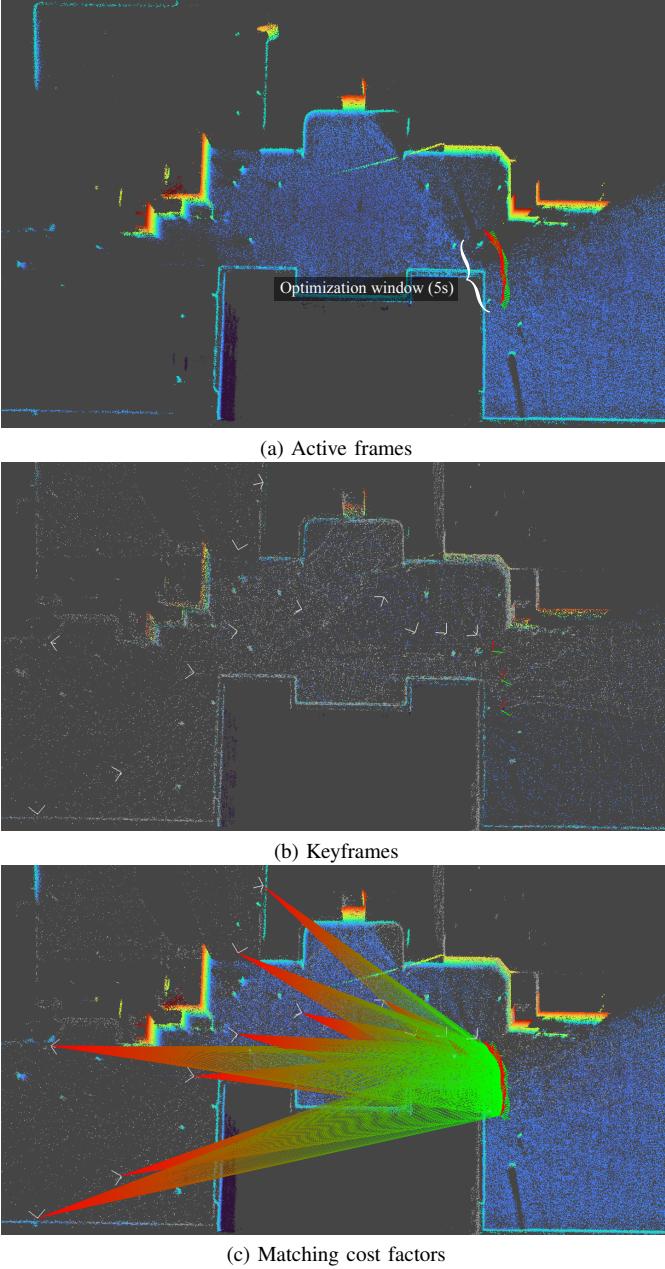 Optimization window (5s)
(a) Active frames
(b) Keyframes
(c) Matching cost factors